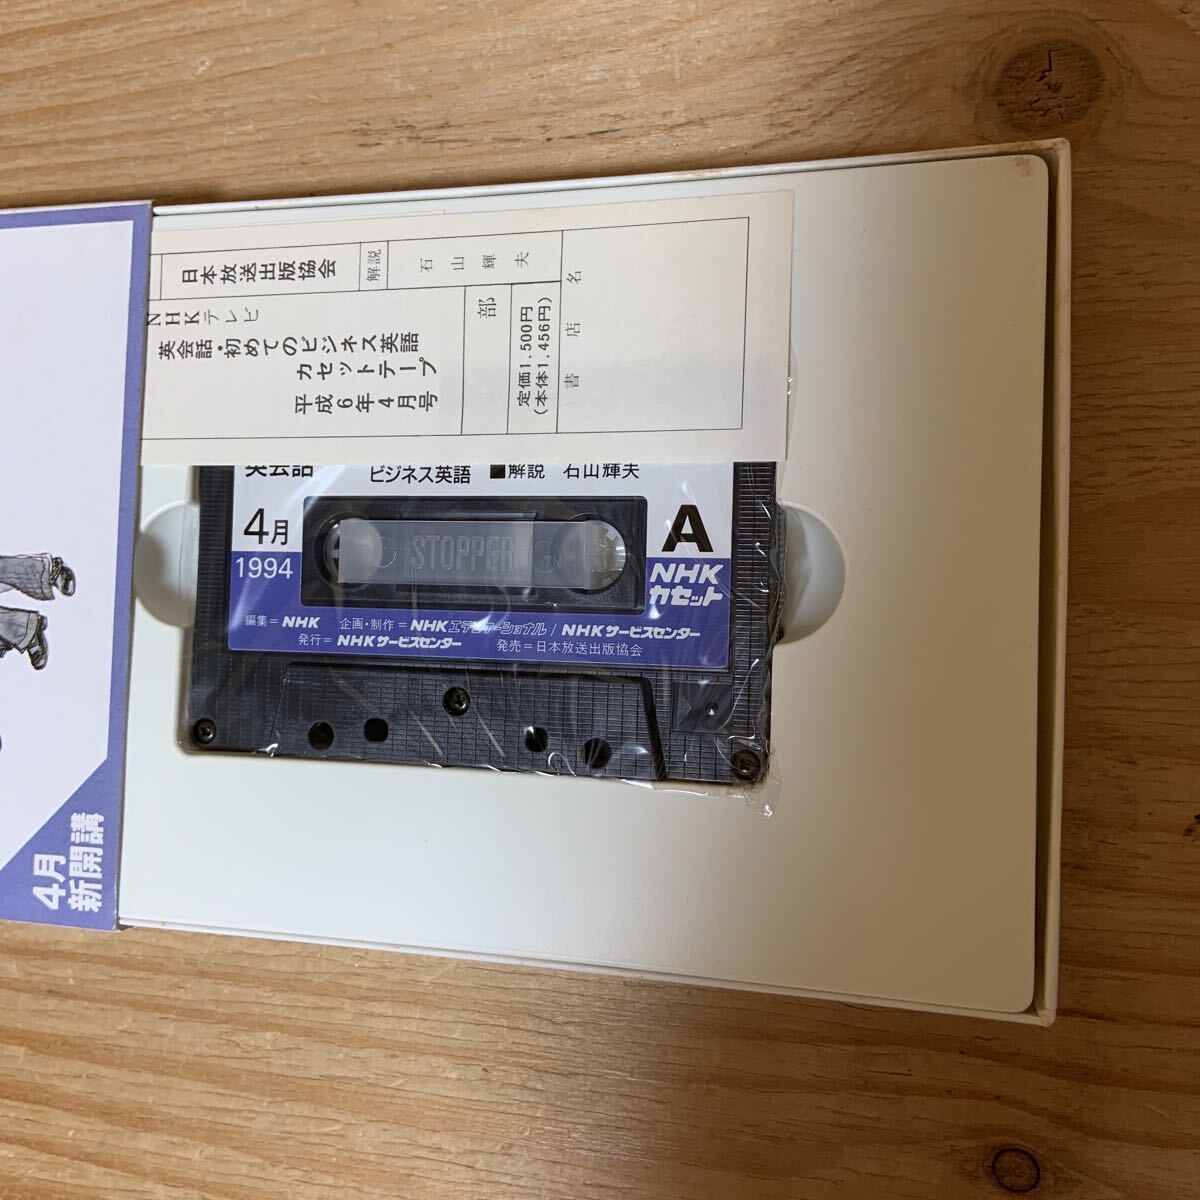 日本放送出版協会
解説
石山輝夫
NHKテレビ
英会話・初めてのビジネス英語
カセットテープ
平成6年4月号
部
定価1,500円
(本体1,456円)
書店名
英会話
ビジネス英語 ■解説 石山輝夫
4月
1994
STOPPER
A
NHK
カセット
編集=NHK 企画・制作=NHKエデュケーショナル/NHKサービスセンター
発行=NHKサービスセンター 発売=日本放送出版協会
4月
新開講